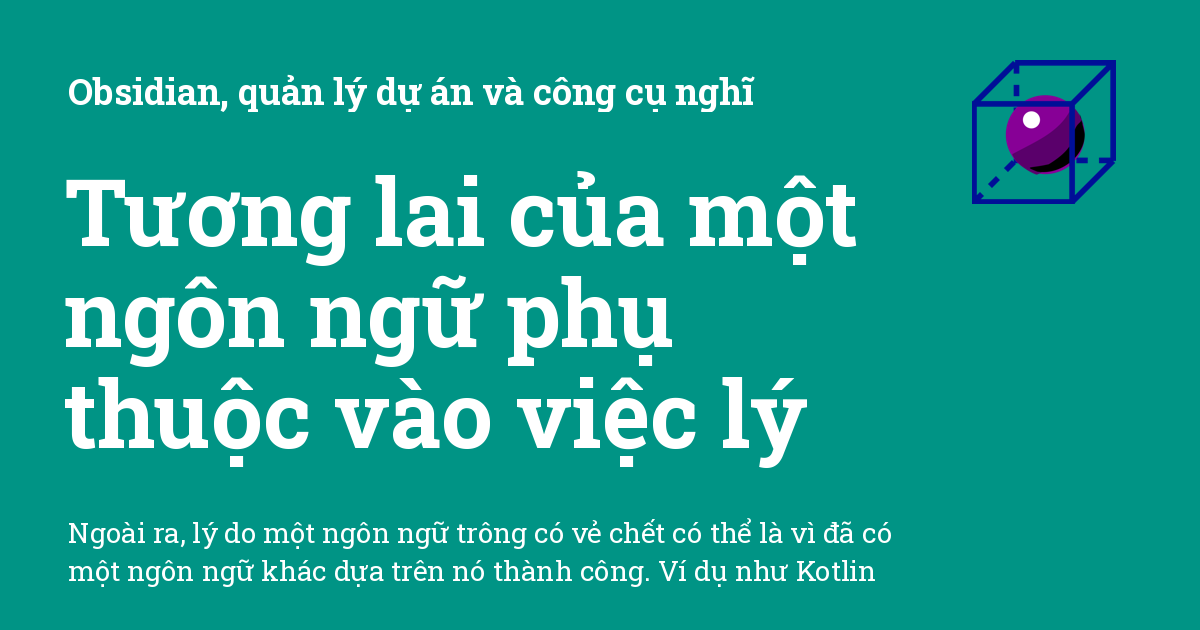 Obsidian, quản lý dự án và công cụ nghĩ
Tương lai của một
ngôn ngữ phụ
thuộc vào việc lý
Ngoài ra, lý do một ngôn ngữ trông có vẻ chết có thể là vì đã có
một ngôn ngữ khác dựa trên nó thành công. Ví dụ như Kotlin